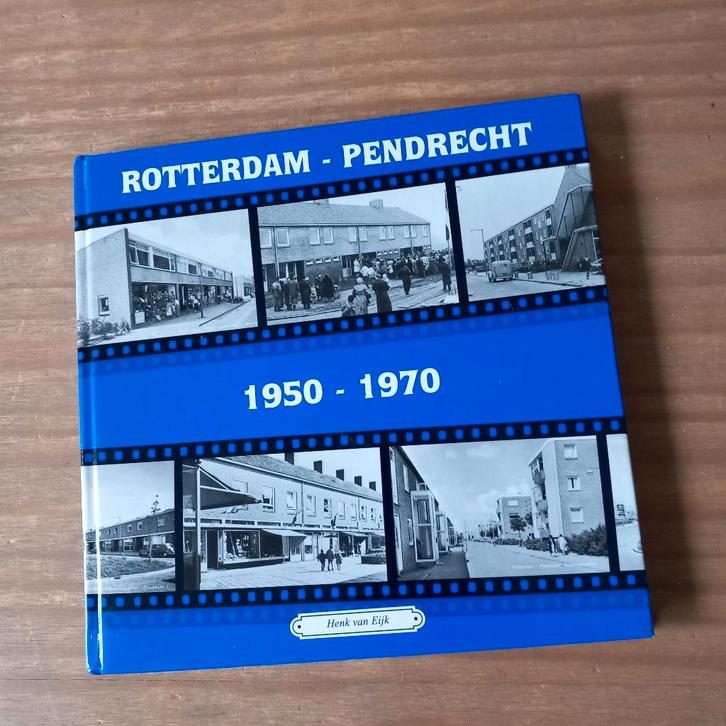 ROTTERDAM - PENDRECHT
1950 - 1970
Henk van Eijk